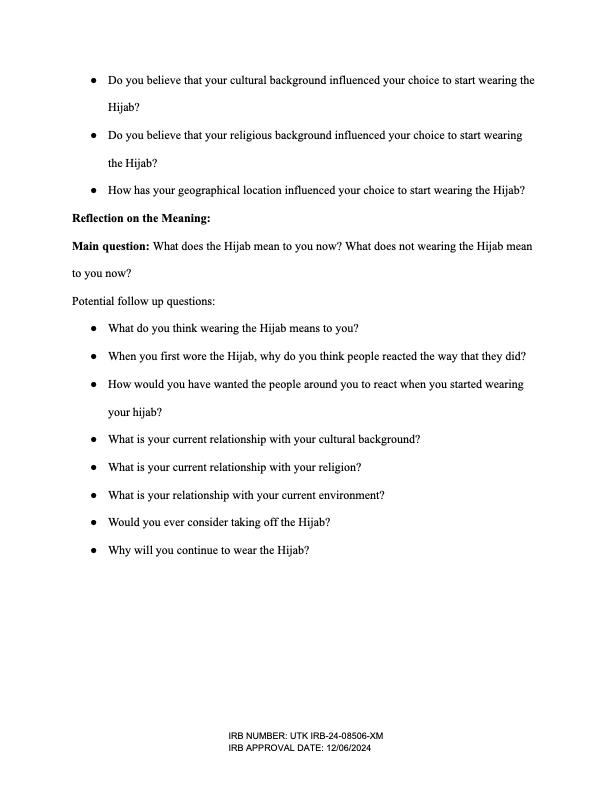 ● Do you believe that your cultural background influenced your choice to start wearing the
Hijab?
● Do you believe that your religious background influenced your choice to start wearing
the Hijab?
● How has your geographical location influenced your choice to start wearing the Hijab?
Reflection on the Meaning:
Main question: What does the Hijab mean to you now? What does not wearing the Hijab mean
to you now?
Potential follow up questions:
● What do you think wearing the Hijab means to you?
● When you first wore the Hijab, why do you think people reacted the way that they did?
● How would you have wanted the people around you to react when you started wearing
your hijab?
● What is your current relationship with your cultural background?
● What is your current relationship with your religion?
● What is your relationship with your current environment?
● Would you ever consider taking off the Hijab?
● Why will you continue to wear the Hijab?
IRB NUMBER: UTK IRB-24-08506-XM
IRB APPROVAL DATE: 12/06/2024